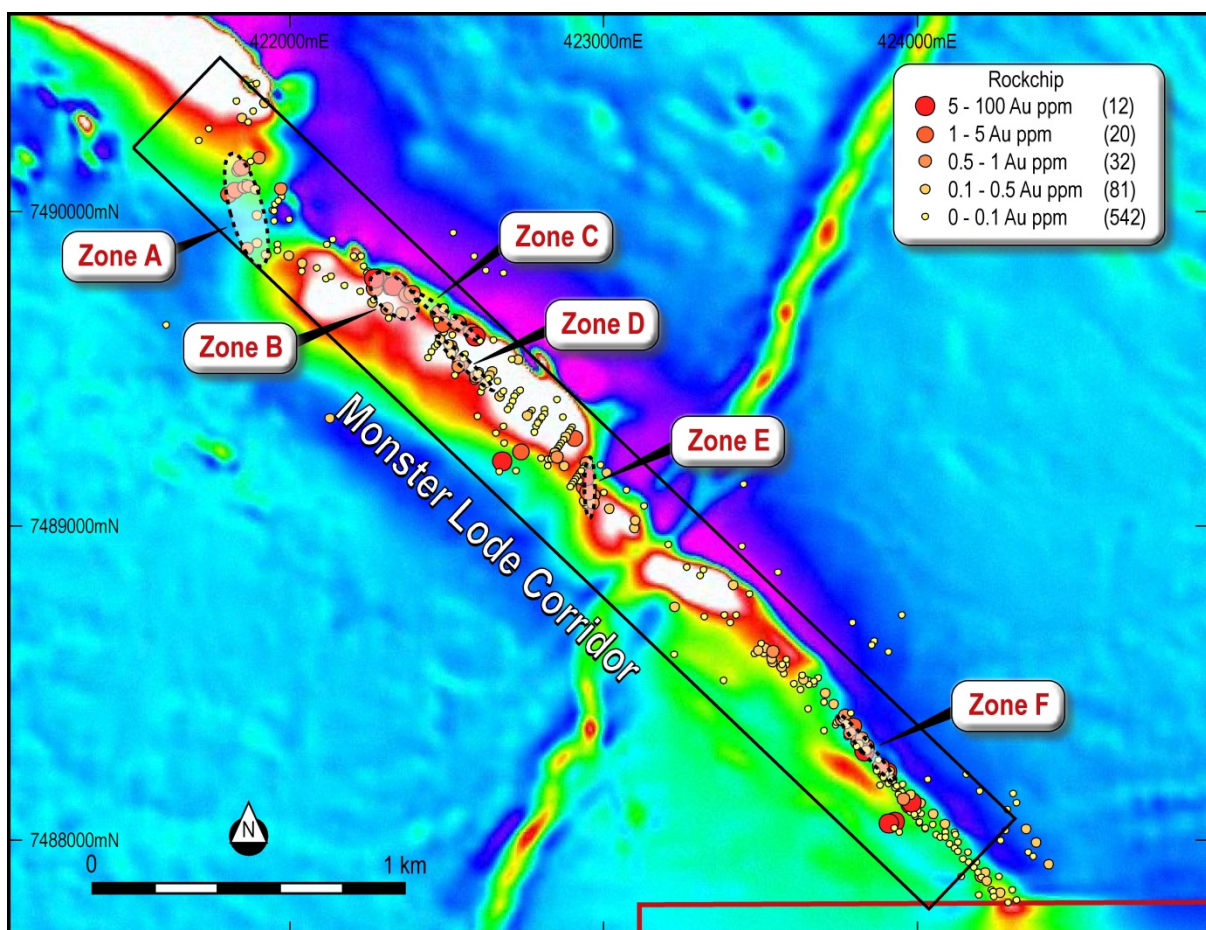 422000mE
423000mE
424000mE
Rockchip
5 - 100 Au ppm (12)
1 - 5 Au ppm (20)
0.5 - 1 Au ppm (32)
0.1 - 0.5 Au ppm (81)
0 - 0.1 Au ppm (542)
7490000mN
Zone A
Zone C
Zone B
Zone D
Monster Lode Corridor
Zone E
7489000mN
Zone F
7488000mN
N
0
1 km